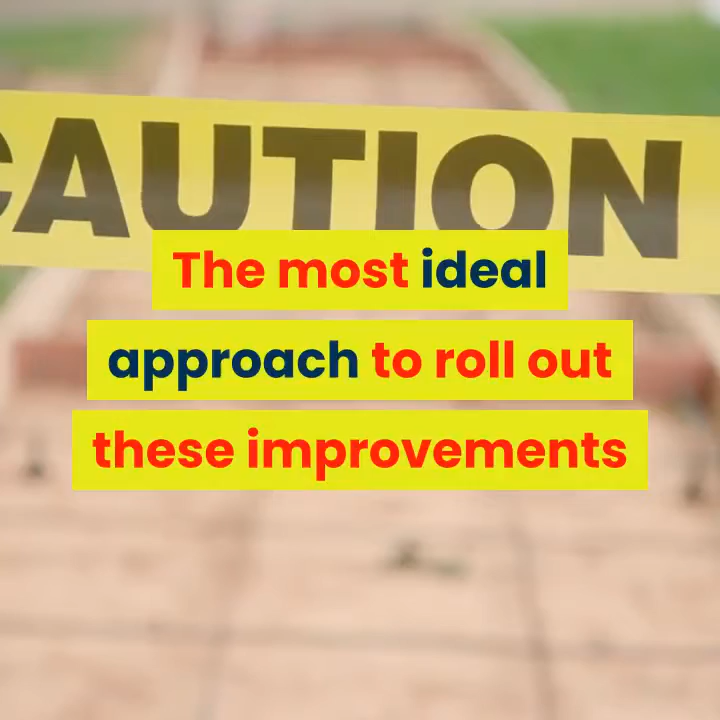 CAUTION
The most ideal
approach to roll out
these improvements